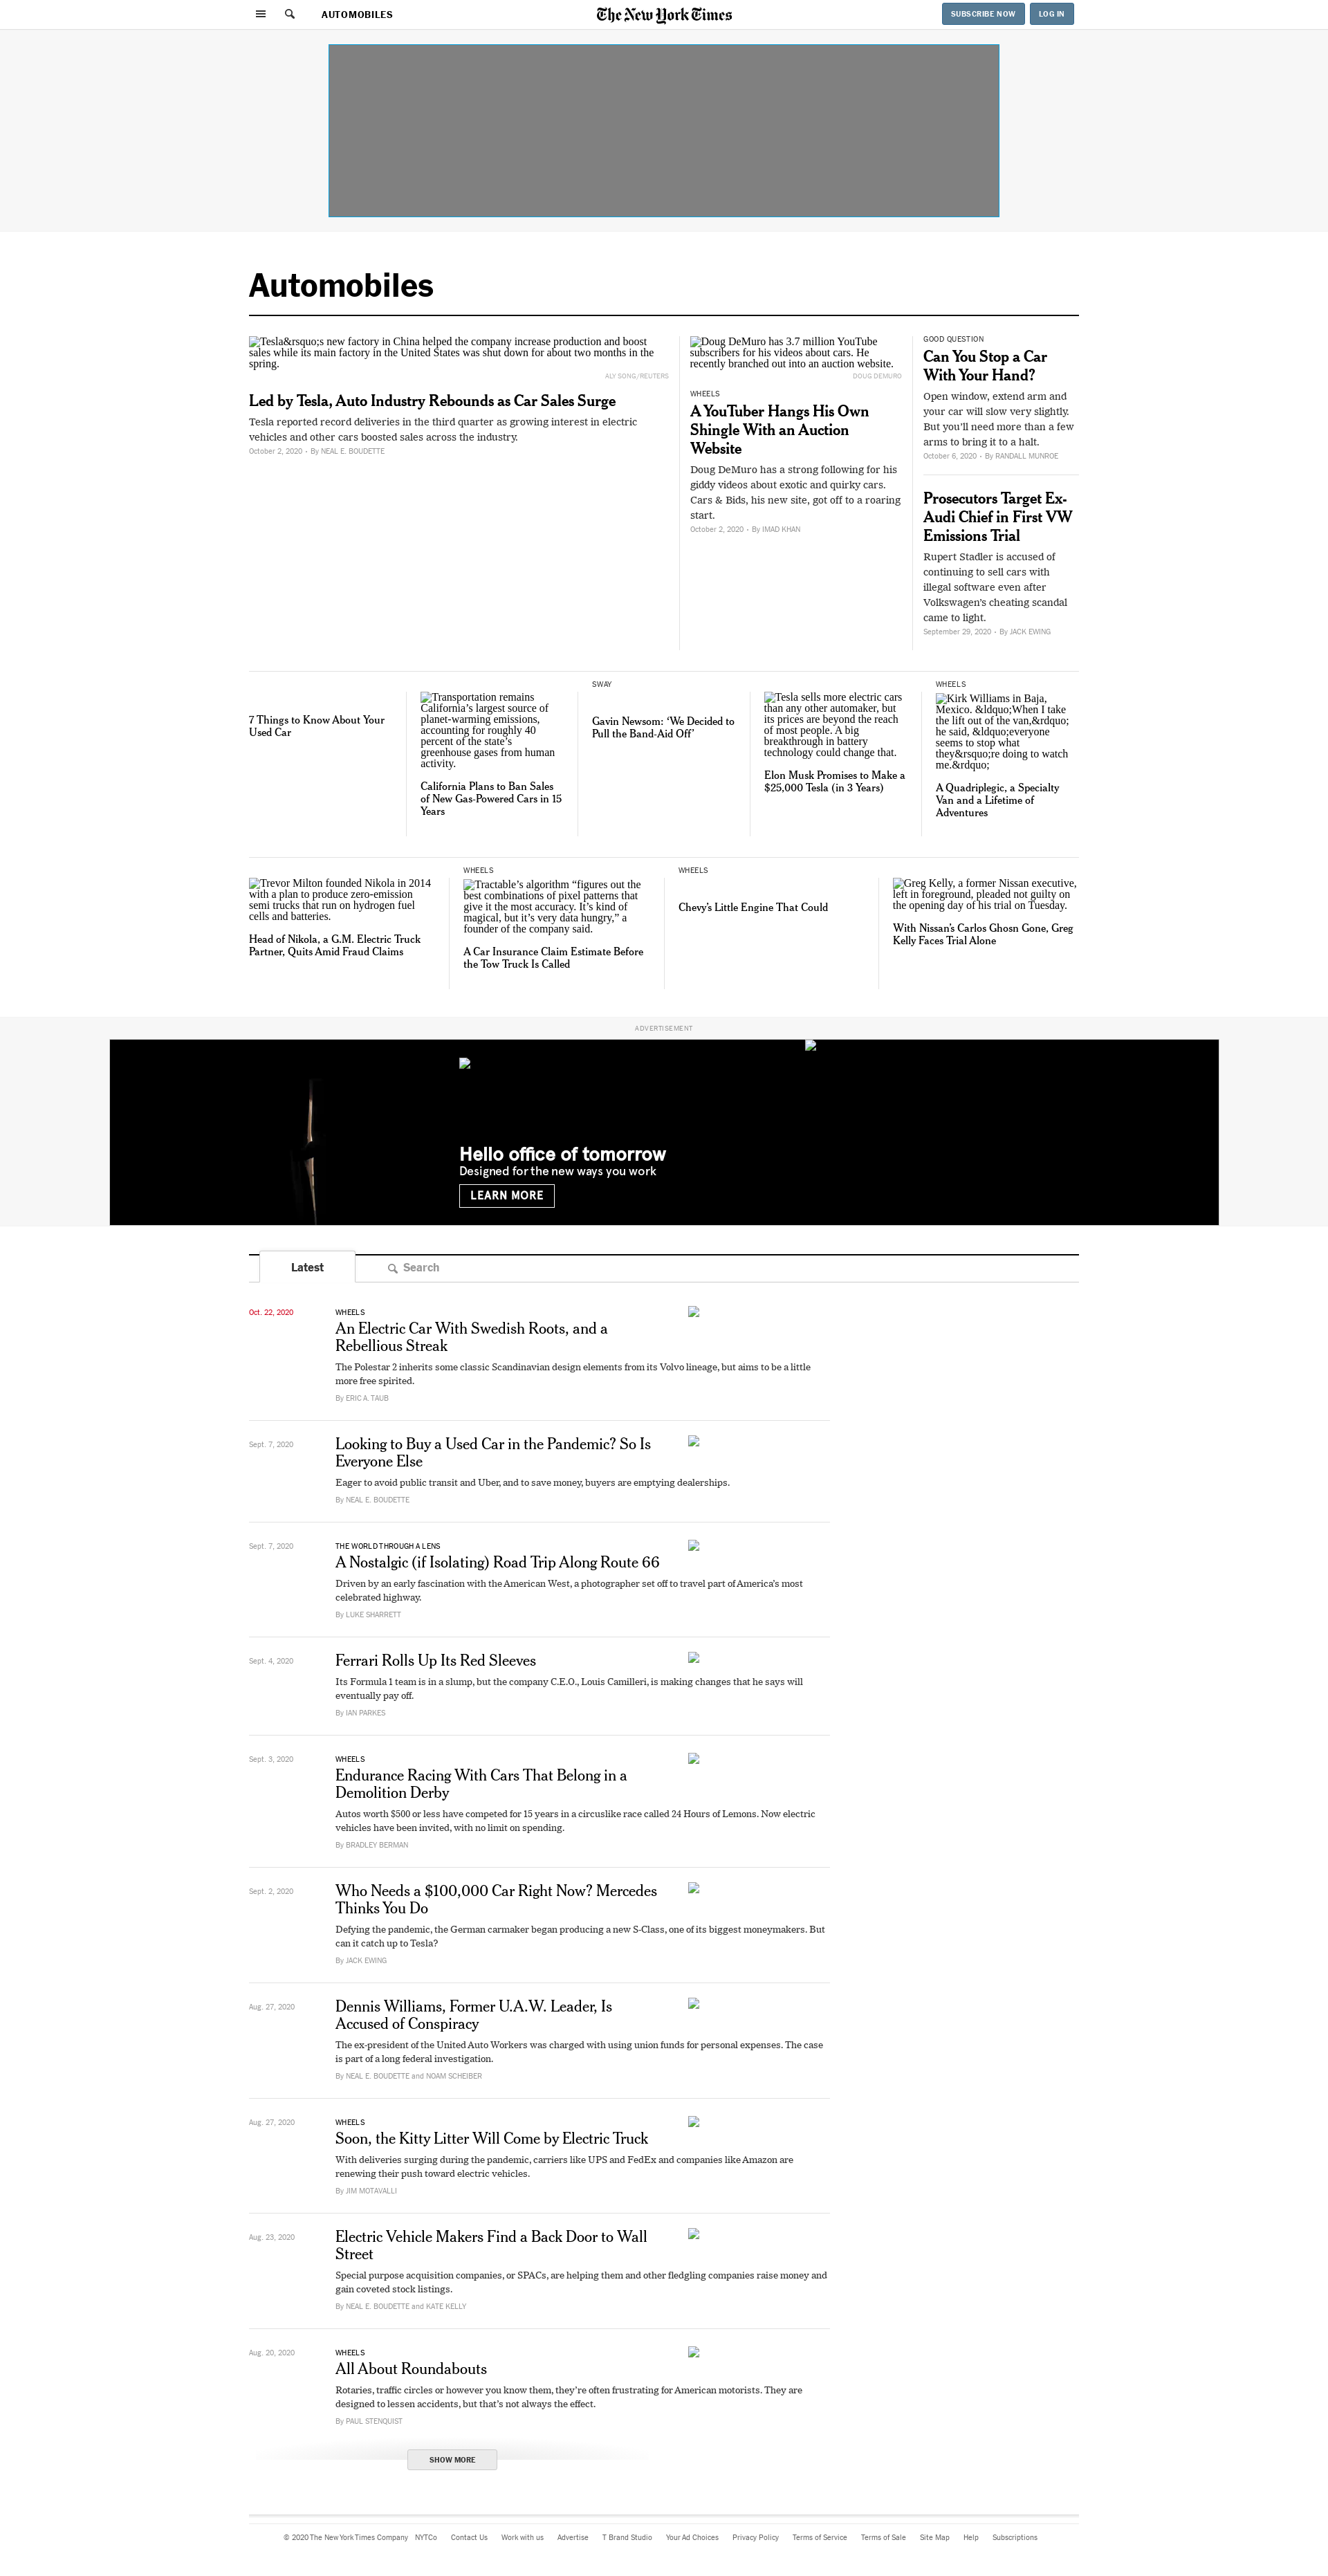 AUTOMOBILES
The New York Times
SUBSCRIBE NOW
LOG IN
Automobiles
Tesla&rsquo;s new factory in China helped the company increase production and boost
sales while its main factory in the United States was shut down for about two months in the
spring.
ALY SONG/REUTERS
Led by Tesla, Auto Industry Rebounds as Car Sales Surge
Tesla reported record deliveries in the third quarter as growing interest in electric
vehicles and other cars boosted sales across the industry.
October 2, 2020 - By NEAL E. BOUDETTE
Doug DeMuro has 3.7 million YouTube
subscribers for his videos about cars. He
recently branched out into an auction website.
DOUG DEMURO
WHEELS
A YouTuber Hangs His Own
Shingle With an Auction
Website
Doug DeMuro has a strong following for his
giddy videos about exotic and quirky cars.
Cars & Bids, his new site, got off to a roaring
start.
October 2, 2020 - By IMAD KHAN
GOOD QUESTION
Can You Stop a Car
With Your Hand?
Open window, extend arm and
your car will slow very slightly.
But you'll need more than a few
arms to bring it to a halt.
October 6, 2020 - By RANDALL MUNROE
Prosecutors Target Ex-
Audi Chief in First VW
Emissions Trial
Rupert Stadler is accused of
continuing to sell cars with
illegal software even after
Volkswagen's cheating scandal
came to light.
September 29, 2020 - By JACK EWING
7 Things to Know About Your
Used Car
Transportation remains
California's largest source of
planet-warming emissions,
accounting for roughly 40
percent of the state's
greenhouse gases from human
activity.
California Plans to Ban Sales
of New Gas-Powered Cars in 15
Years
SWAY
Gavin Newsom: ‘We Decided to
Pull the Band-Aid Off’
Tesla sells more electric cars
than any other automaker, but
its prices are beyond the reach
of most people. A big
breakthrough in battery
technology could change that.
Elon Musk Promises to Make a
$25,000 Tesla (in 3 Years)
WHEELS
Kirk Williams in Baja,
Mexico. &ldquo;When I take
the lift out of the van,&rdquo;
he said, &ldquo;everyone
seems to stop what
they&rsquo;re doing to watch
me.&rdquo;
A Quadriplegic, a Specialty
Van and a Lifetime of
Adventures
Trevor Milton founded Nikola in 2014
with a plan to produce zero-emission
semi trucks that run on hydrogen fuel
cells and batteries.
Head of Nikola, a G.M. Electric Truck
Partner, Quits Amid Fraud Claims
WHEELS
Tractable's algorithm “figures out the
best combinations of pixel patterns that
give it the most accuracy. It's kind of
magical, but it's very data hungry,” a
founder of the company said.
A Car Insurance Claim Estimate Before
the Tow Truck Is Called
WHEELS
Chevy's Little Engine That Could
Greg Kelly, a former Nissan executive,
left in foreground, pleaded not guilty on
the opening day of his trial on Tuesday.
With Nissan's Carlos Ghosn Gone, Greg
Kelly Faces Trial Alone
ADVERTISEMENT
Hello office of tomorrow
Designed for the new ways you work
LEARN MORE
Latest
Search
Oct. 22, 2020
WHEELS
An Electric Car With Swedish Roots, and a
Rebellious Streak
The Polestar 2 inherits some classic Scandinavian design elements from its Volvo lineage, but aims to be a little
more free spirited.
By ERIC A. TAUB
Sept. 7, 2020
Looking to Buy a Used Car in the Pandemic? So Is
Everyone Else
Eager to avoid public transit and Uber, and to save money, buyers are emptying dealerships.
By NEAL E. BOUDETTE
Sept. 7, 2020
THE WORLD THROUGH A LENS
A Nostalgic (if Isolating) Road Trip Along Route 66
Driven by an early fascination with the American West, a photographer set off to travel part of America's most
celebrated highway.
By LUKE SHARRETT
Sept. 4, 2020
Ferrari Rolls Up Its Red Sleeves
Its Formula 1 team is in a slump, but the company C.E.O., Louis Camilleri, is making changes that he says will
eventually pay off.
By IAN PARKES
Sept. 3, 2020
WHEELS
Endurance Racing With Cars That Belong in a
Demolition Derby
Autos worth $500 or less have competed for 15 years in a circuslike race called 24 Hours of Lemons. Now electric
vehicles have been invited, with no limit on spending.
By BRADLEY BERMAN
Sept. 2, 2020
Who Needs a $100,000 Car Right Now? Mercedes
Thinks You Do
Defying the pandemic, the German carmaker began producing a new S-Class, one of its biggest moneymakers. But
can it catch up to Tesla?
By JACK EWING
Aug. 27, 2020
Dennis Williams, Former U.A.W. Leader, Is
Accused of Conspiracy
The ex-president of the United Auto Workers was charged with using union funds for personal expenses. The case
is part of a long federal investigation.
By NEAL E. BOUDETTE and NOAM SCHEIBER
Aug. 27, 2020
WHEELS
Soon, the Kitty Litter Will Come by Electric Truck
With deliveries surging during the pandemic, carriers like UPS and FedEx and companies like Amazon are
renewing their push toward electric vehicles.
By JIM MOTAVALLI
Aug. 23, 2020
Electric Vehicle Makers Find a Back Door to Wall
Street
Special purpose acquisition companies, or SPACs, are helping them and other fledgling companies raise money and
gain coveted stock listings.
By NEAL E. BOUDETTE and KATE KELLY
Aug. 20, 2020
WHEELS
All About Roundabouts
Rotaries, traffic circles or however you know them, they're often frustrating for American motorists. They are
designed to lessen accidents, but that's not always the effect.
By PAUL STENQUIST
SHOW MORE
© 2020 The New York Times Company NYTCo Contact Us Work with us Advertise T Brand Studio Your Ad Choices Privacy Policy Terms of Service Terms of Sale Site Map Help Subscriptions